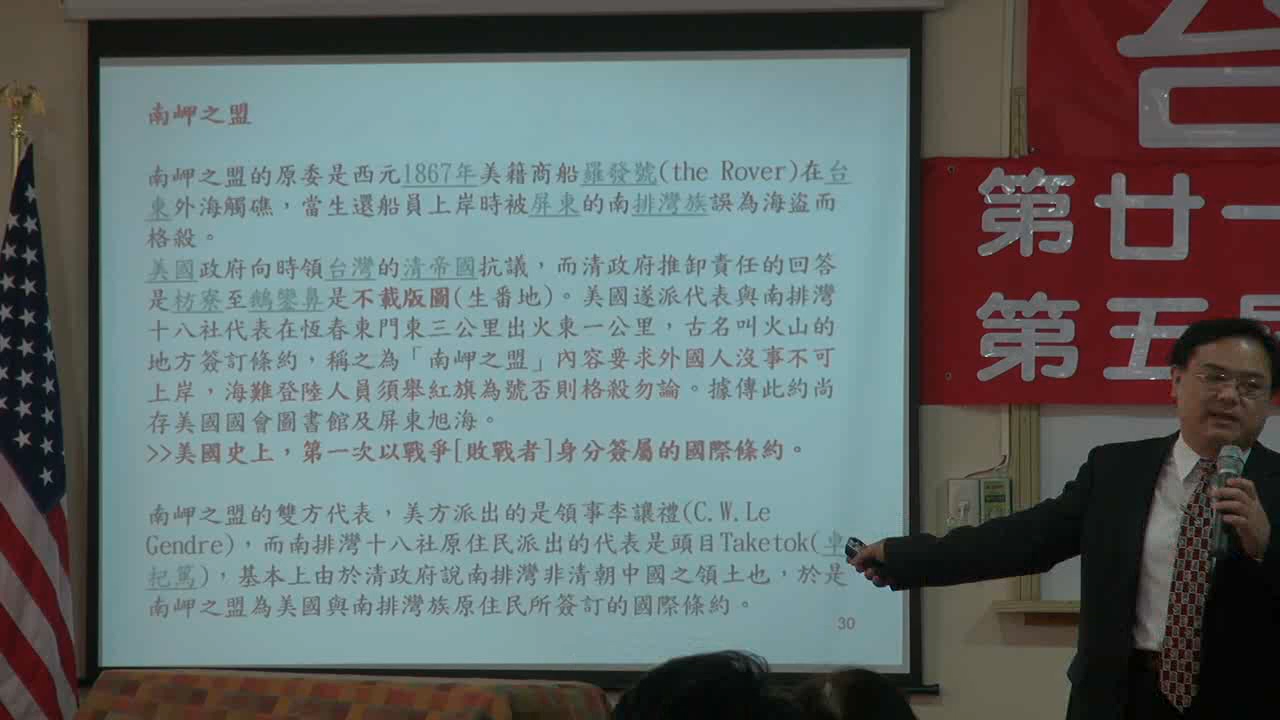 南岬之盟
南岬之盟的原委是西元1867年美籍商船羅發號(the Rover)在台
東外海觸礁，當生還船員上岸時被屏東的南排灣族誤為海盜而
格殺。
美國政府向時領台灣的清帝國抗議，而清政府推卸責任的回答
是枋寮至鵝鑾鼻是不載版圖(生番地)。美國遂派代表與南排灣
十八社代表在恆春東門東三公里出火東一公里，古名叫火山的
地方簽訂條約，稱之為「南岬之盟」內容要求外國人沒事不可
上岸，海難登陸人員須舉紅旗為號否則格殺勿論。據傳此約尚
存美國國會圖書館及屏東旭海。
>>美國史上，第一次以戰爭[敗戰者]身分簽屬的國際條約。
南岬之盟的雙方代表，美方派出的是領事李讓禮(C.W.Le
Gendre)，而南排灣十八社原住民派出的代表是頭目Taketok(卓
杞篤)，基本上由於清政府說南排灣非清朝中國之領土也，於是
南岬之盟為美國與南排灣族原住民所簽訂的國際條約。
30
台
第廿一
第五屆